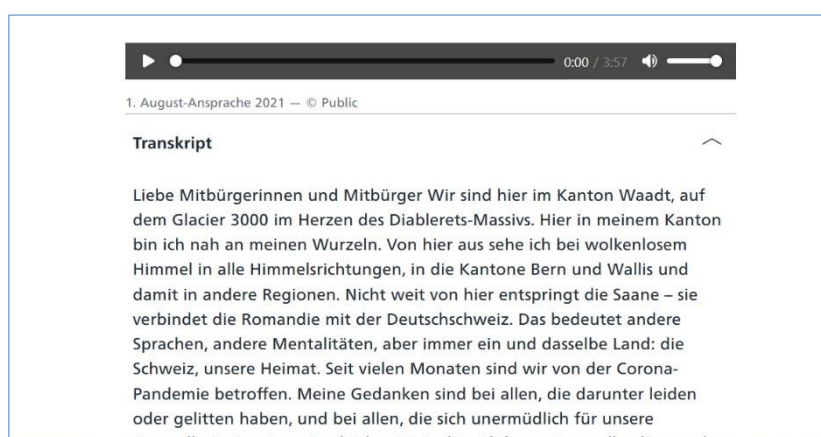 0:00 / 3:57
1. August-Ansprache 2021 — © Public
Transkript
Liebe Mitbürgerinnen und Mitbürger Wir sind hier im Kanton Waadt, auf
dem Glacier 3000 im Herzen des Diablerets-Massivs. Hier in meinem Kanton
bin ich nah an meinen Wurzeln. Von hier aus sehe ich bei wolkenlosem
Himmel in alle Himmelsrichtungen, in die Kantone Bern und Wallis und
damit in andere Regionen. Nicht weit von hier entspringt die Saane – sie
verbindet die Romandie mit der Deutschschweiz. Das bedeutet andere
Sprachen, andere Mentalitäten, aber immer ein und dasselbe Land: die
Schweiz, unsere Heimat. Seit vielen Monaten sind wir von der Corona-
Pandemie betroffen. Meine Gedanken sind bei allen, die darunter leiden
oder gelitten haben, und bei allen, die sich unermüdlich für unsere